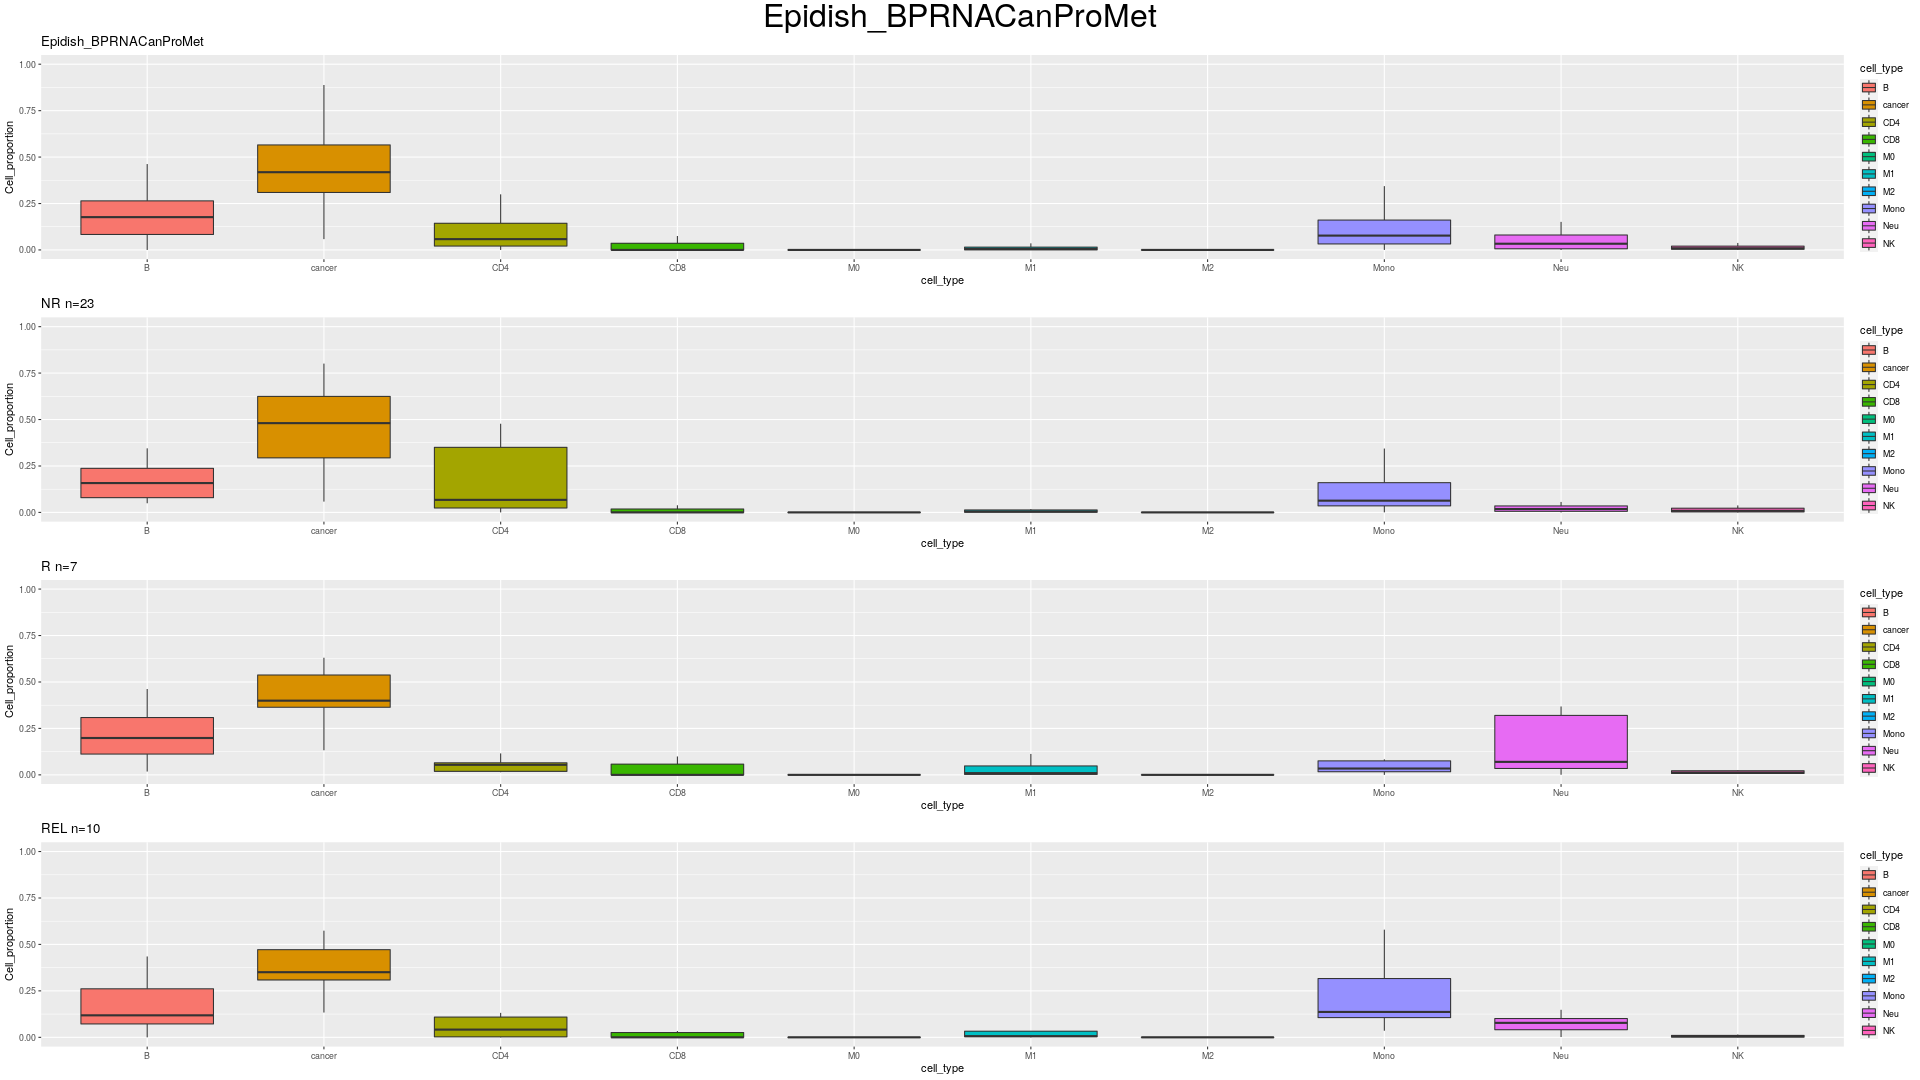 Epidish_BPRNACanProMet
Epidish_BPRNACanProMet
Cell_proportion
1.00
0.75
0.50
0.25
0.00
B cancer CD4 CD8 M0 M1 M2 Mono Neu NK
cell_type
cell_type
B
cancer
CD4
CD8
M0
M1
M2
Mono
Neu
NK
NR n=23
Cell_proportion
1.00
0.75
0.50
0.25
0.00
B cancer CD4 CD8 M0 M1 M2 Mono Neu NK
cell_type
cell_type
B
cancer
CD4
CD8
M0
M1
M2
Mono
Neu
NK
R n=7
Cell_proportion
1.00
0.75
0.50
0.25
0.00
B cancer CD4 CD8 M0 M1 M2 Mono Neu NK
cell_type
cell_type
B
cancer
CD4
CD8
M0
M1
M2
Mono
Neu
NK
REL n=10
Cell_proportion
1.00
0.75
0.50
0.25
0.00
B cancer CD4 CD8 M0 M1 M2 Mono Neu NK
cell_type
cell_type
B
cancer
CD4
CD8
M0
M1
M2
Mono
Neu
NK